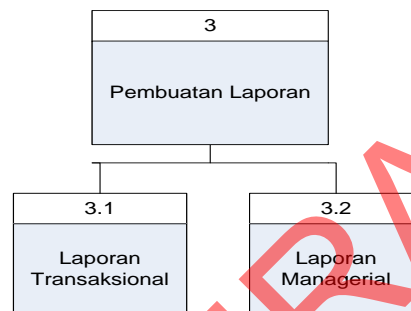 3
Pembuatan Laporan
3.1
3.2
Laporan
Transaksional
Laporan
Managerial